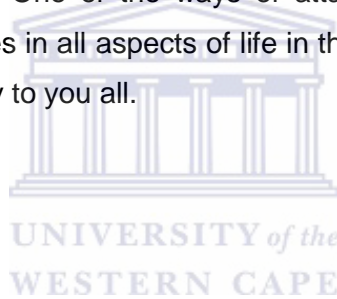 One of the ways of
es in all aspects of life in th
y to you all.
UNIVERSITY of the
WESTERN CAPE